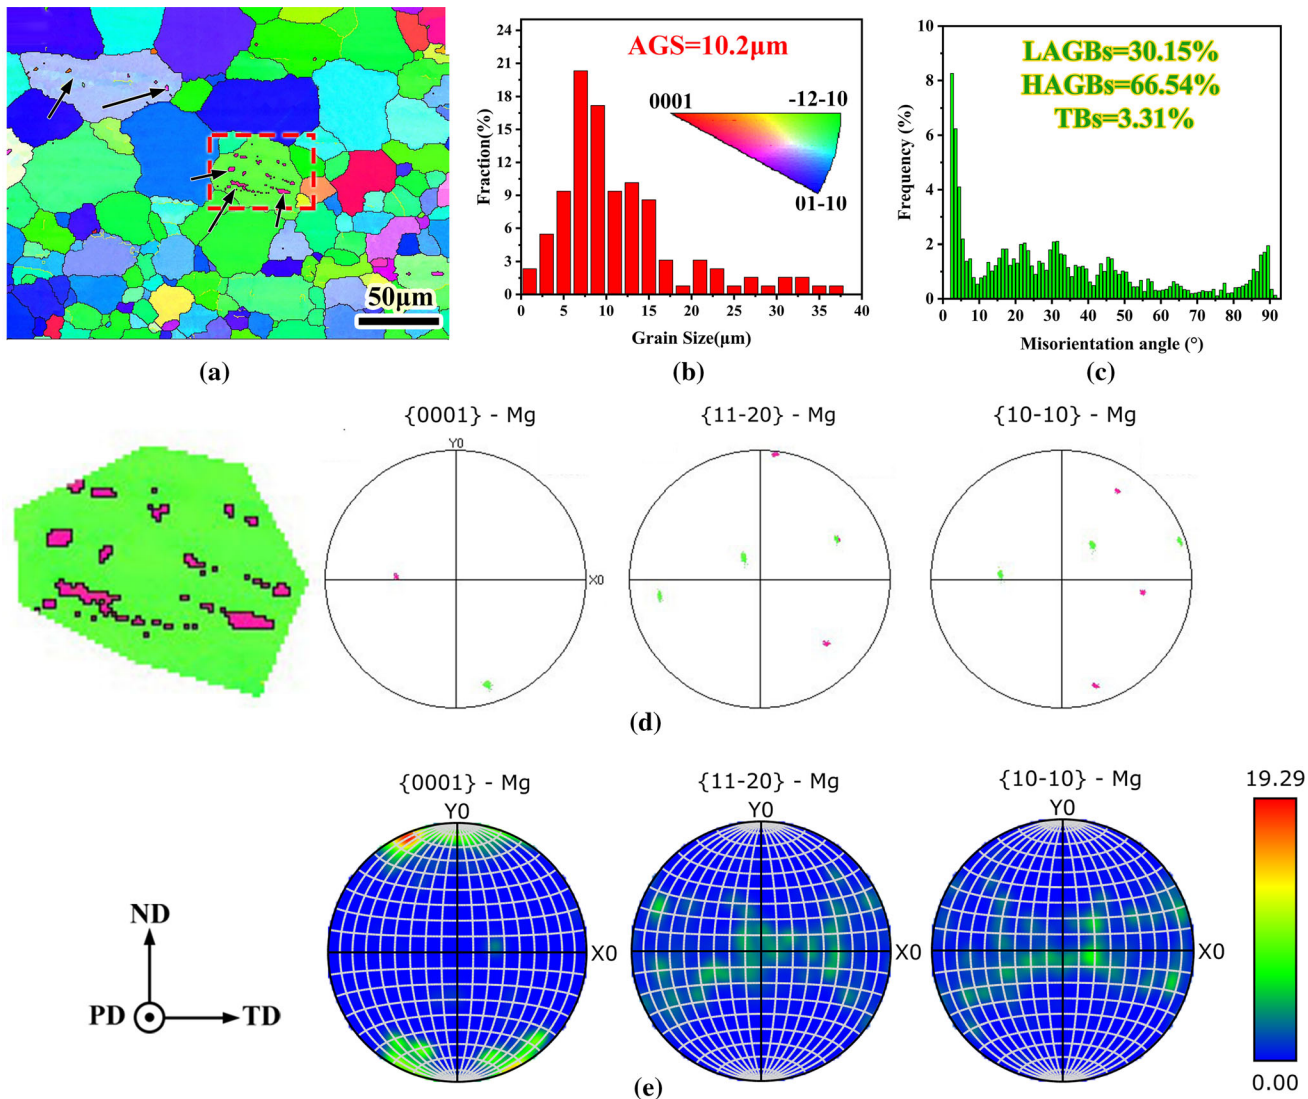 50μm
(a)
24
21
18
15
12
9
6
3
0
Fraction(%)
AGS=10.2μm
0001
-12-10
01-10
0 5 10 15 20 25 30 35 40
Grain Size(μm)
(b)
10
8
6
4
2
0
Frequency (%)
LAGBs=30.15%
HAGBs=66.54%
TBs=3.31%
0 10 20 30 40 50 60 70 80 90
Misorientation angle (°)
(c)
{0001} - Mg
Y0
X0
{11-20} - Mg
{10-10} - Mg
(d)
ND
PD
TD
{0001} - Mg
Y0
X0
{11-20} - Mg
Y0
X0
{10-10} - Mg
Y0
X0
19.29
0.00
(e)